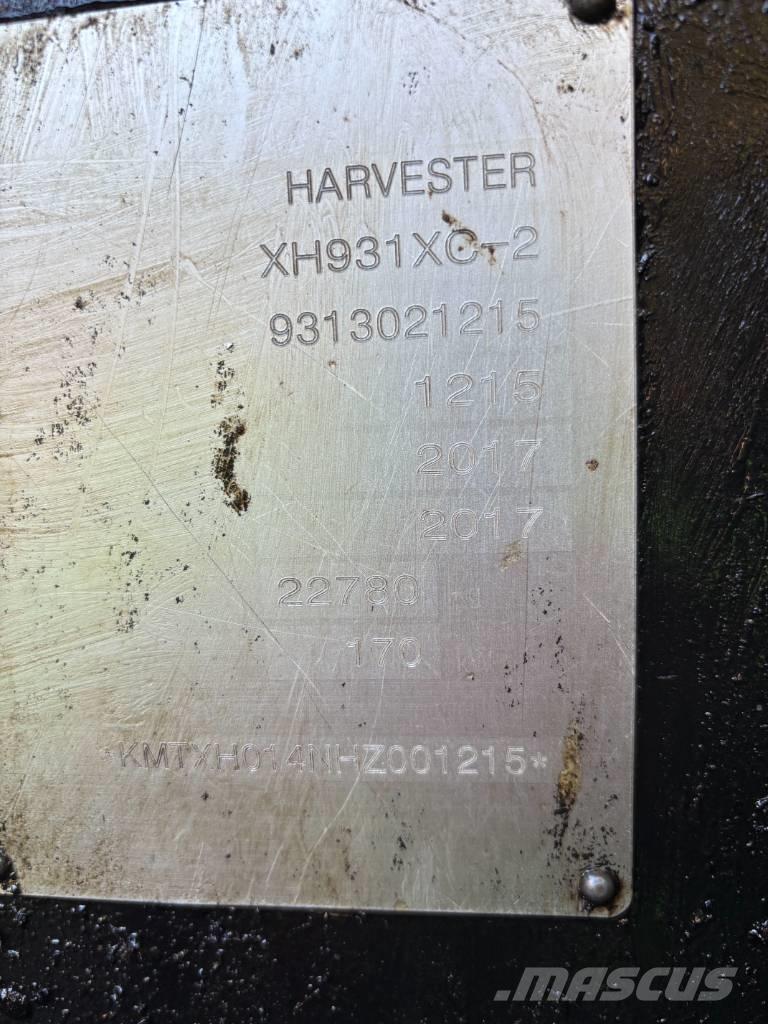 HARVESTER
XH931XC-2
9313021215
1215
2017
2017
22780
170
*KMTXH014NHZ001215*
MASCUS